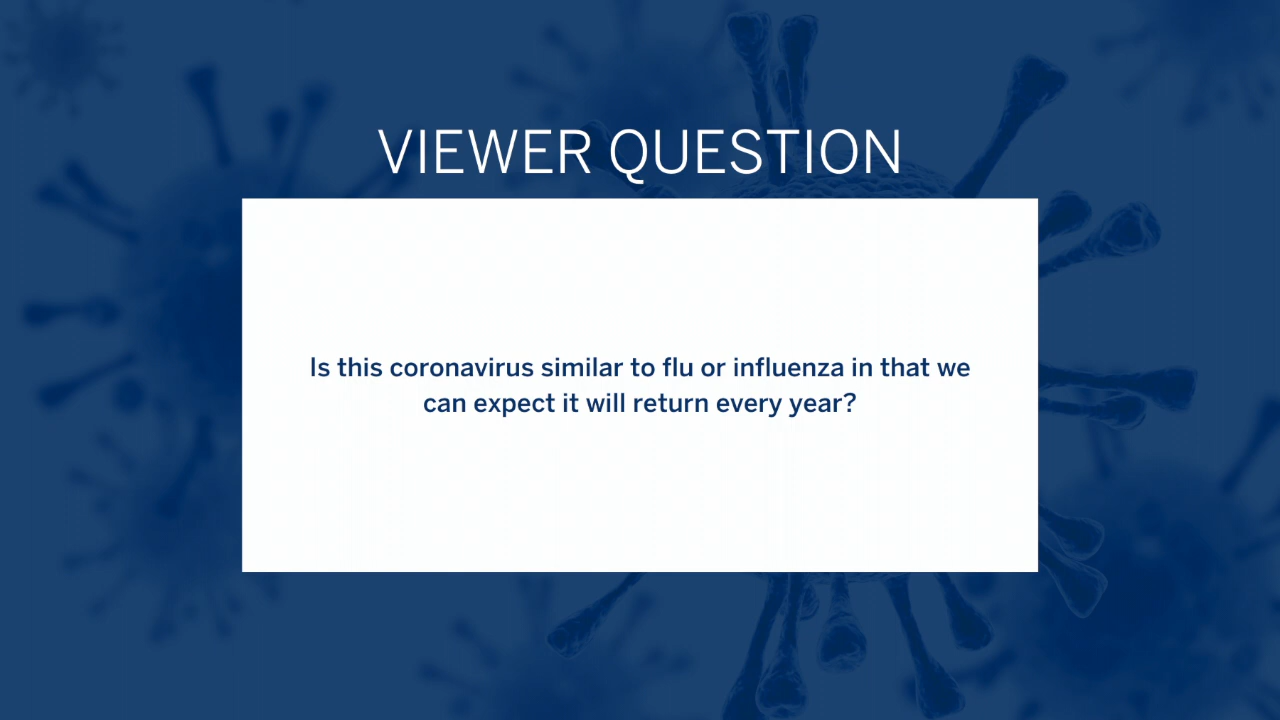 VIEWER QUESTION
Is this coronavirus similar to flu or influenza in that we
can expect it will return every year?